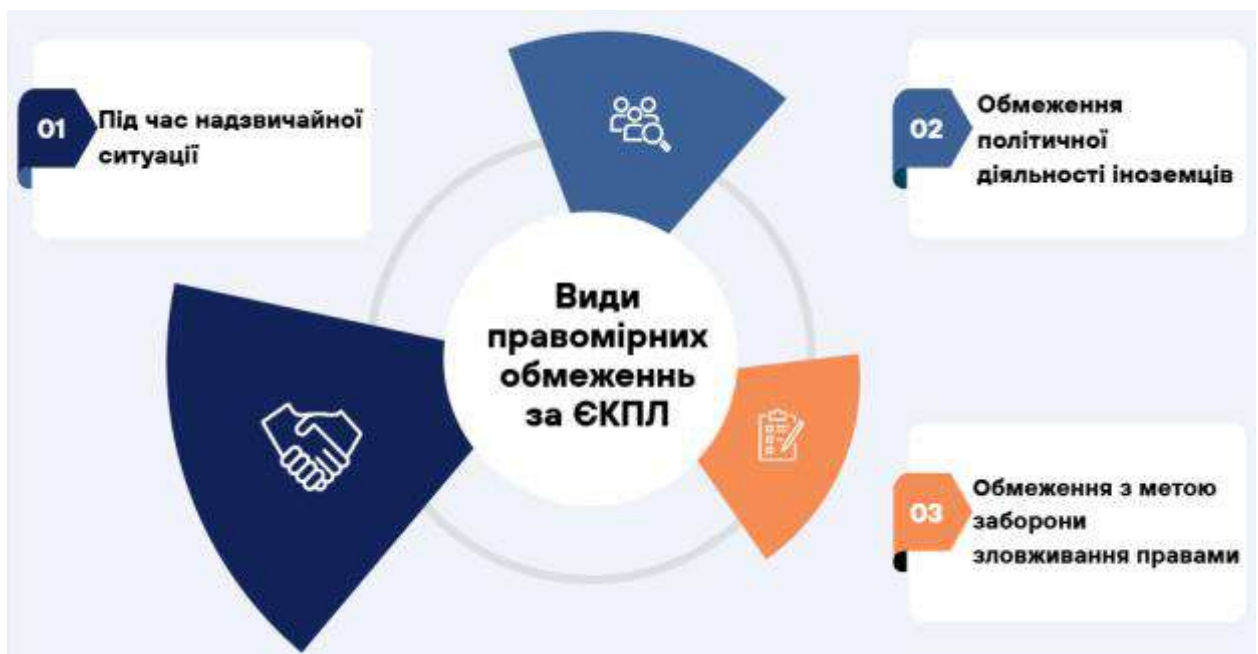 01
Під час надзвичайної
ситуації
02
Обмеження
політичної
діяльності іноземців
Види
правомірних
обмеженнь
за ЄКПЛ
03
Обмеження з метою
заборони
зловживання правами